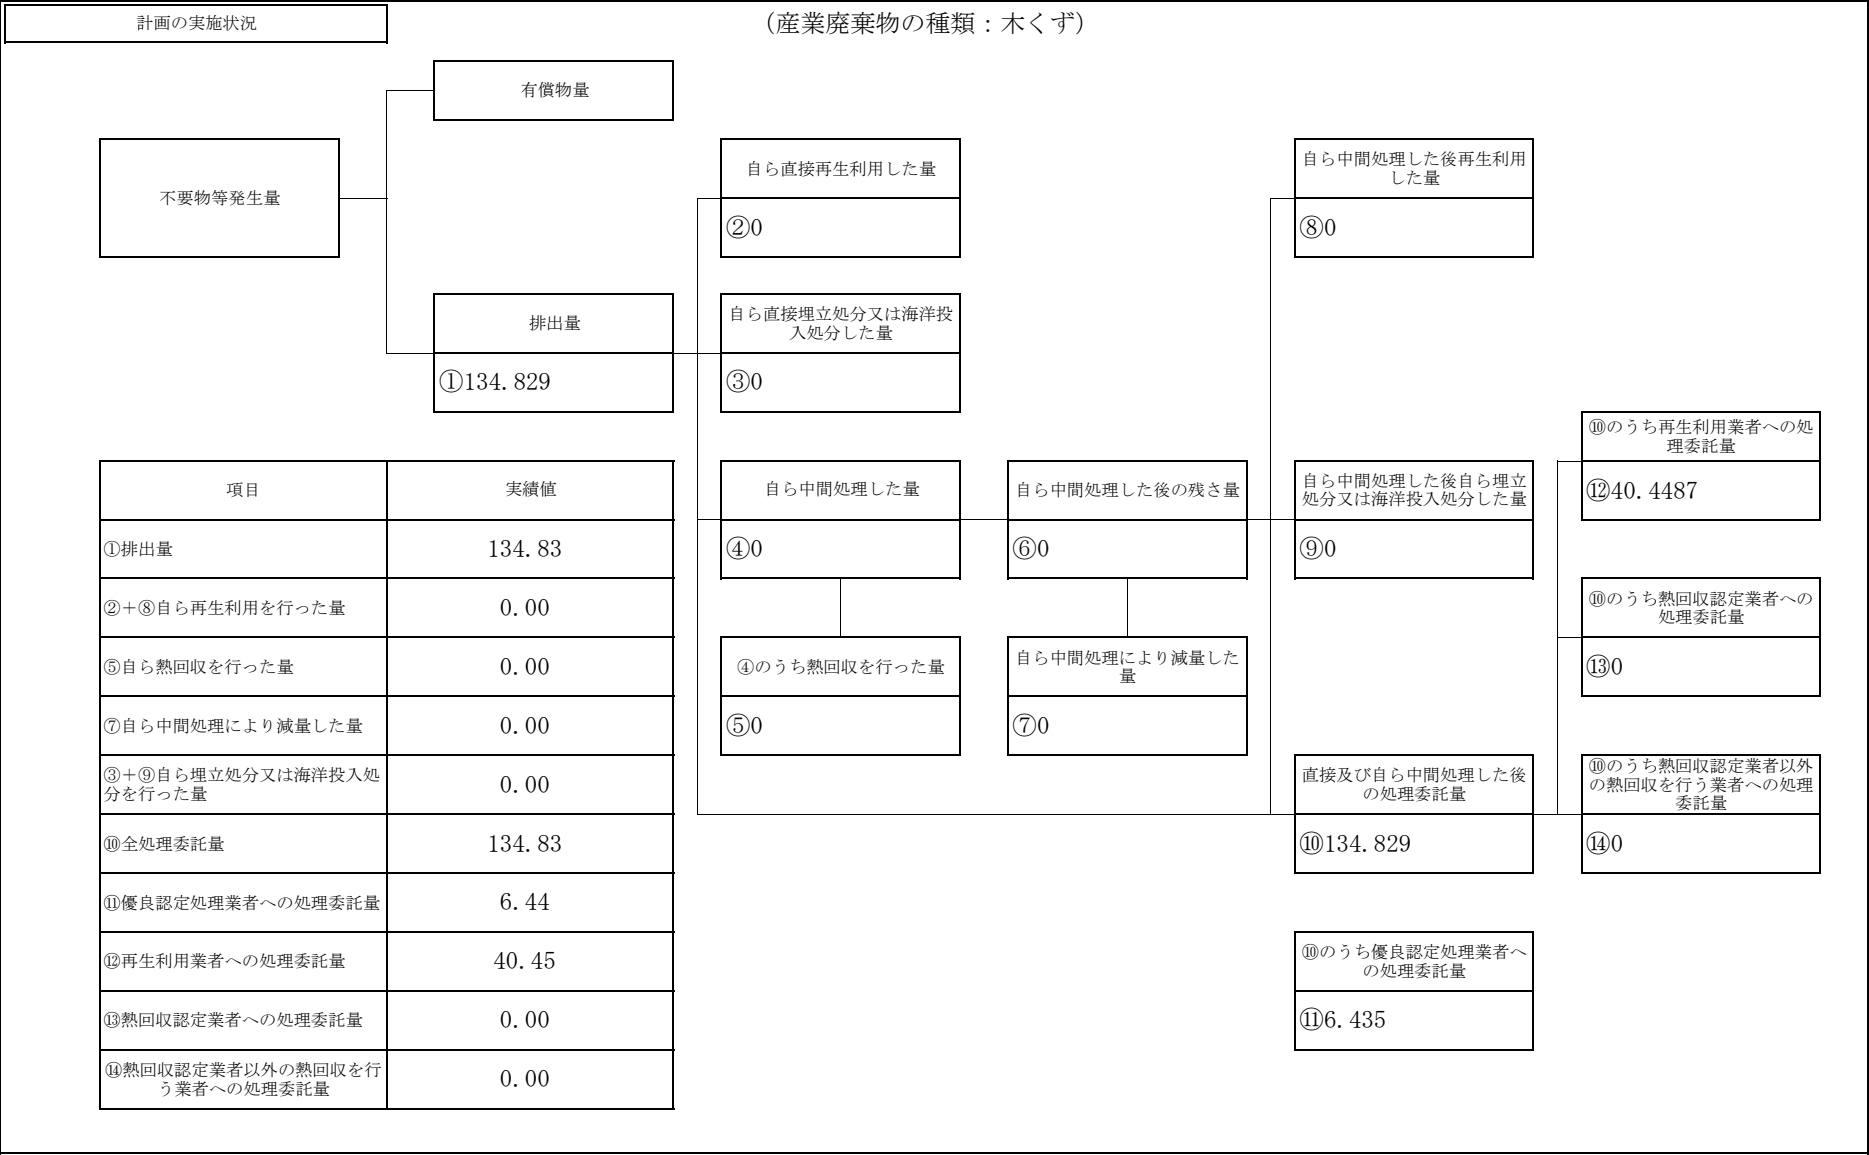 計画の実施状況
（産業廃棄物の種類：木くず）
有償物量
不要物等発生量
自ら直接再生利用した量
②0
自ら中間処理した後再生利用
した量
⑧0
排出量
①134.829
自ら直接埋立処分又は海洋投
入処分した量
③0
⑩のうち再生利用業者への処
理委託量
⑫40.4487
項目
実績値
①排出量
134.83
②＋⑧自ら再生利用を行った量
0.00
⑤自ら熱回収を行った量
0.00
⑦自ら中間処理により減量した量
0.00
③＋⑨自ら埋立処分又は海洋投入処
分を行った量
0.00
⑩全処理委託量
134.83
⑪優良認定処理業者への処理委託量
6.44
⑫再生利用業者への処理委託量
40.45
⑬熱回収認定業者への処理委託量
0.00
⑭熱回収認定業者以外の熱回収を行
う業者への処理委託量
0.00
自ら中間処理した量
④0
自ら中間処理した後の残さ量
⑥0
自ら中間処理した後自ら埋立
処分又は海洋投入処分した量
⑨0
⑩のうち熱回収認定業者への
処理委託量
⑬0
④のうち熱回収を行った量
⑤0
自ら中間処理により減量した
量
⑦0
直接及び自ら中間処理した後
の処理委託量
⑩134.829
⑩のうち熱回収認定業者以外
の熱回収を行う業者への処理
委託量
⑭0
⑩のうち優良認定処理業者へ
の処理委託量
⑪6.435